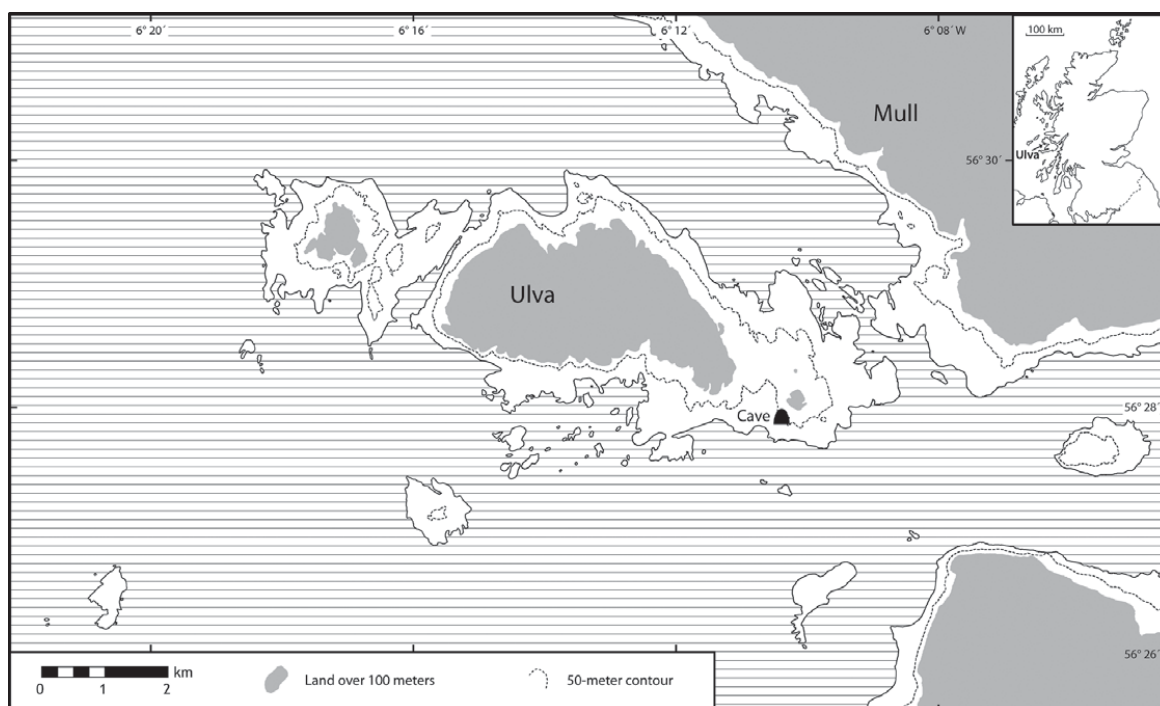 6° 20´
6° 16´
6° 12´
6° 08´ W
100 km
Mull
Ulva
56° 30´
Ulva
Cave
56° 28´
56° 26´
km
0 1 2
Land over 100 meters
50-meter contour